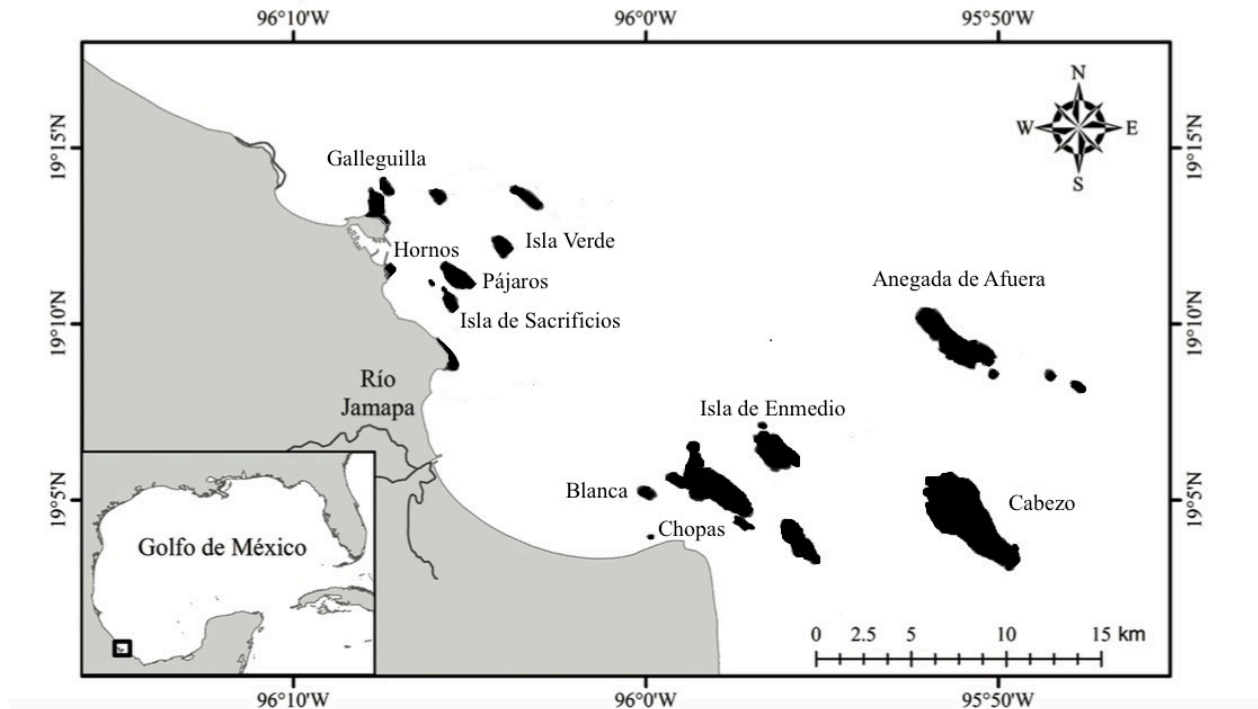 96°10'W
96°0'W
95°50'W
19°15'N
19°10'N
19°5'N
19°15'N
19°10'N
19°5'N
N
W
E
S
Galleguilla
Isla Verde
Hornos
Pájaros
Isla de Sacrificios
Anegada de Afuera
Río
Jamapa
Isla de Enmedio
Blanca
Cabezo
Chopas
Golfo de México
0 2.5 5 10 15 km
96°10'W
96°0'W
95°50'W